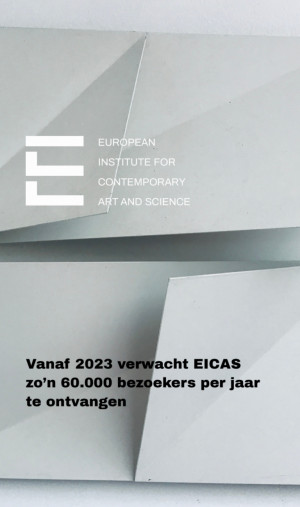 EUROPEAN
INSTITUTE FOR
CONTEMPORARY
ART AND SCIENCE
Vanaf 2023 verwacht EICAS
zo'n 60.000 bezoekers per jaar
te ontvangen